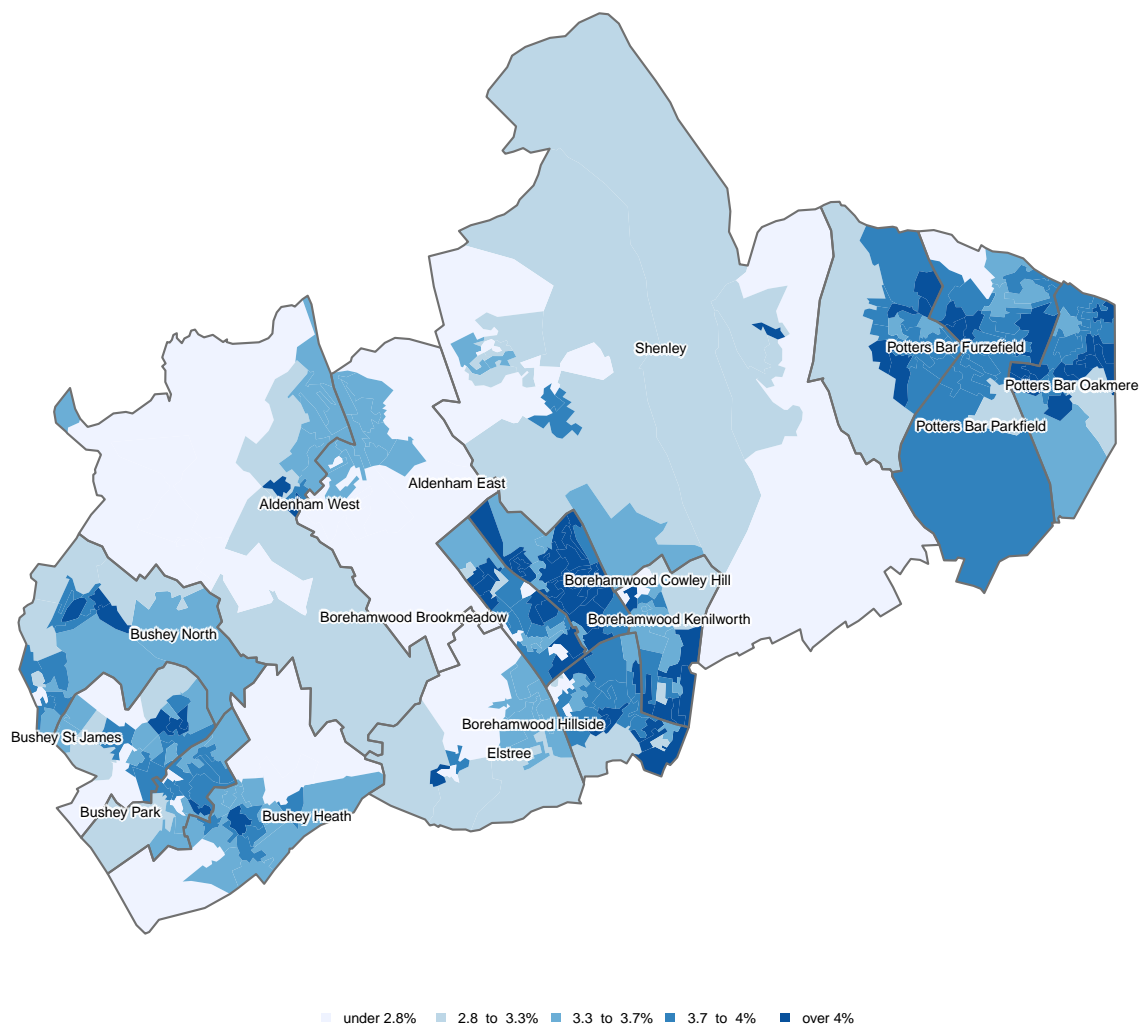 Shenley
Potters Bar Furzefield
Potters Bar Oakmere
Potters Bar Parkfield
Aldenham East
Aldenham West
Borehamwood Cowley Hill
Borehamwood Brookmeadow
Borehamwood Kenilworth
Bushey North
Borehamwood Hillside
Bushey St James
Elstree
Bushey Park
Bushey Heath
under 2.8% 2.8 to 3.3% 3.3 to 3.7% 3.7 to 4% over 4%